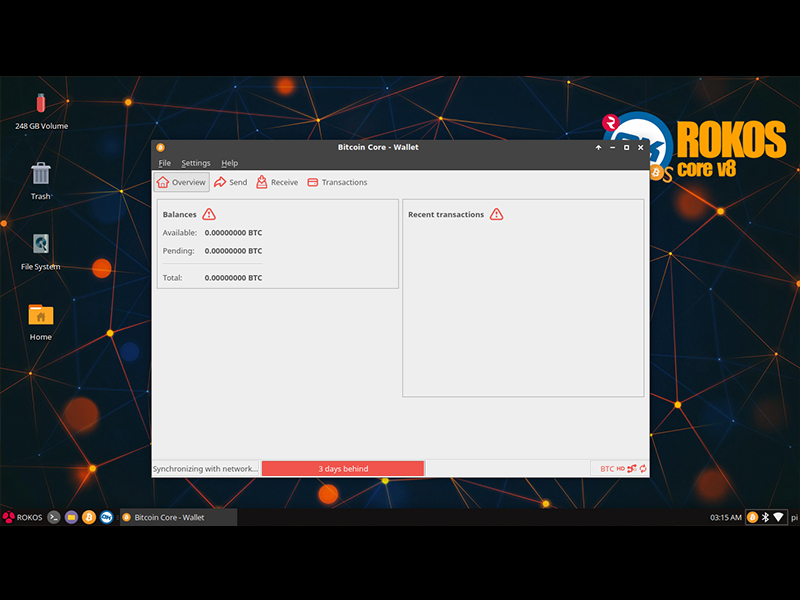 248 GB Volume
Trash
File System
Home
ROKOS
core v8
Bitcoin Core - Wallet
File Settings Help
Overview Send Receive Transactions
Balances
Available: 0.00000000 BTC
Pending: 0.00000000 BTC
Total: 0.00000000 BTC
Recent transactions
Synchronizing with network... 3 days behind BTC HD
ROKOS Bitcoin Core - Wallet 03:15 AM pi